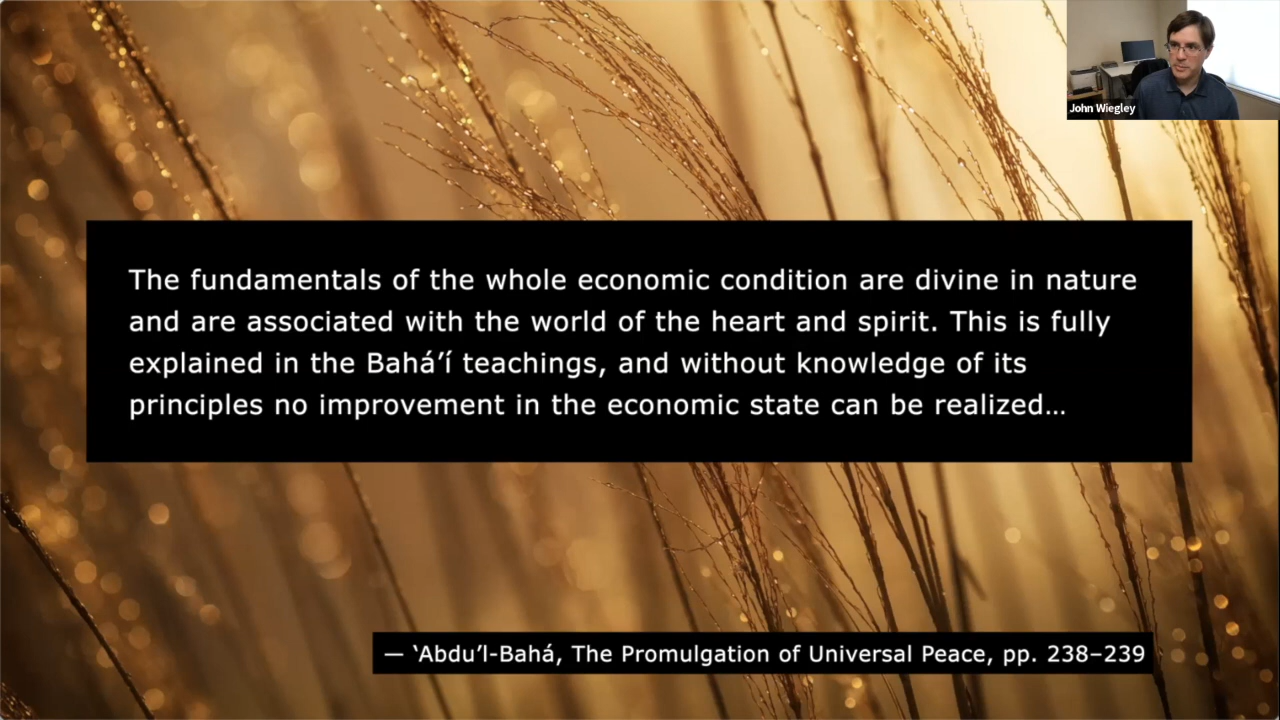 John Wiegley
The fundamentals of the whole economic condition are divine in nature
and are associated with the world of the heart and spirit. This is fully
explained in the Bahá’í teachings, and without knowledge of its
principles no improvement in the economic state can be realized…
— ‘Abdu’l-Bahá, The Promulgation of Universal Peace, pp. 238–239